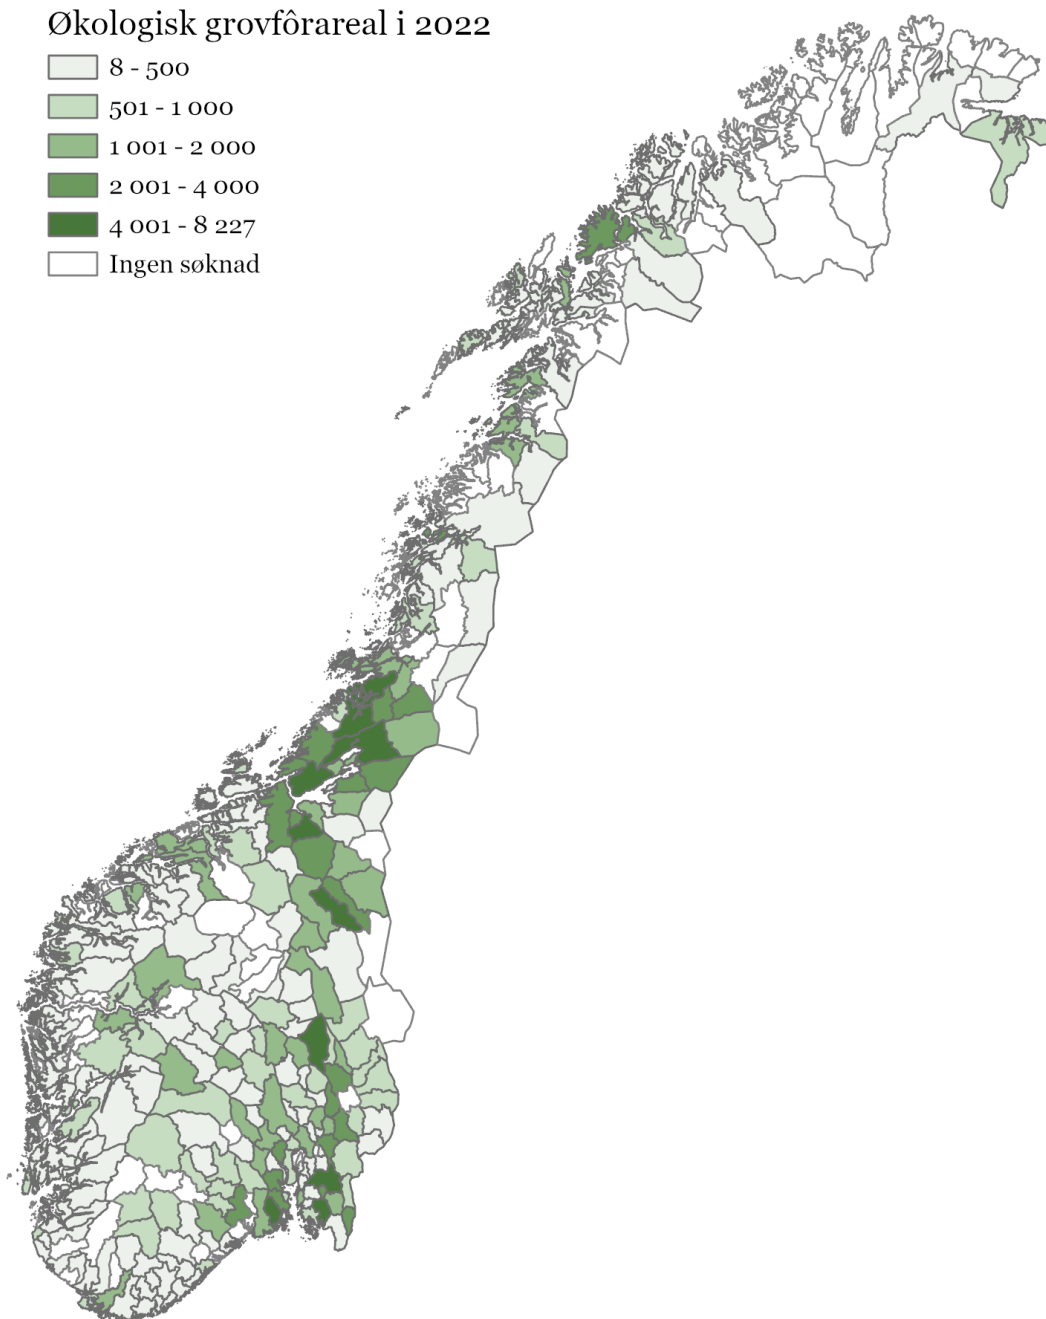 Økologisk grovfôrareal i 2022
8 - 500
501 - 1 000
1 001 - 2 000
2 001 - 4 000
4 001 - 8 227
Ingen søknad